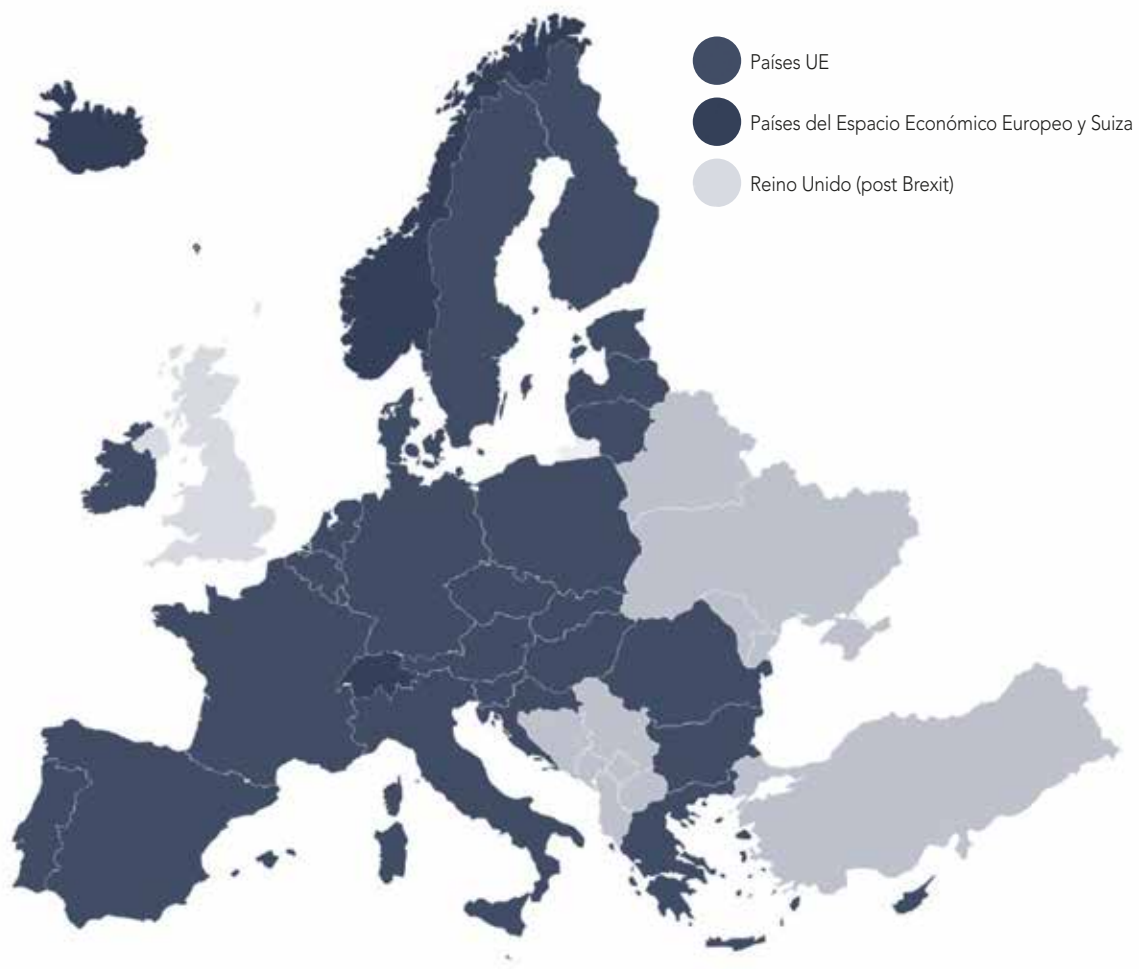 Países UE
Países del Espacio Económico Europeo y Suiza
Reino Unido (post Brexit)